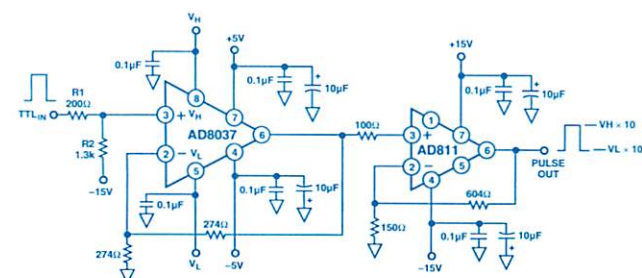 VH
+5V
+15V
0.1µF
10µF
0.1µF
0.1µF
10µF
R1
200Ω
TTLIN
8
VH
3
+
7
AD8037
6
2
−
VL
4
5
R2
1.3k
−15V
0.1µF
0.1µF
10µF
+
+
274Ω
274Ω
VL
−5V
100Ω
1
3
+
7
AD811
6
2
−
5
4
PULSE
OUT
VH × 10
VL × 10
604Ω
150Ω
0.1µF
10µF
+
+
−15V